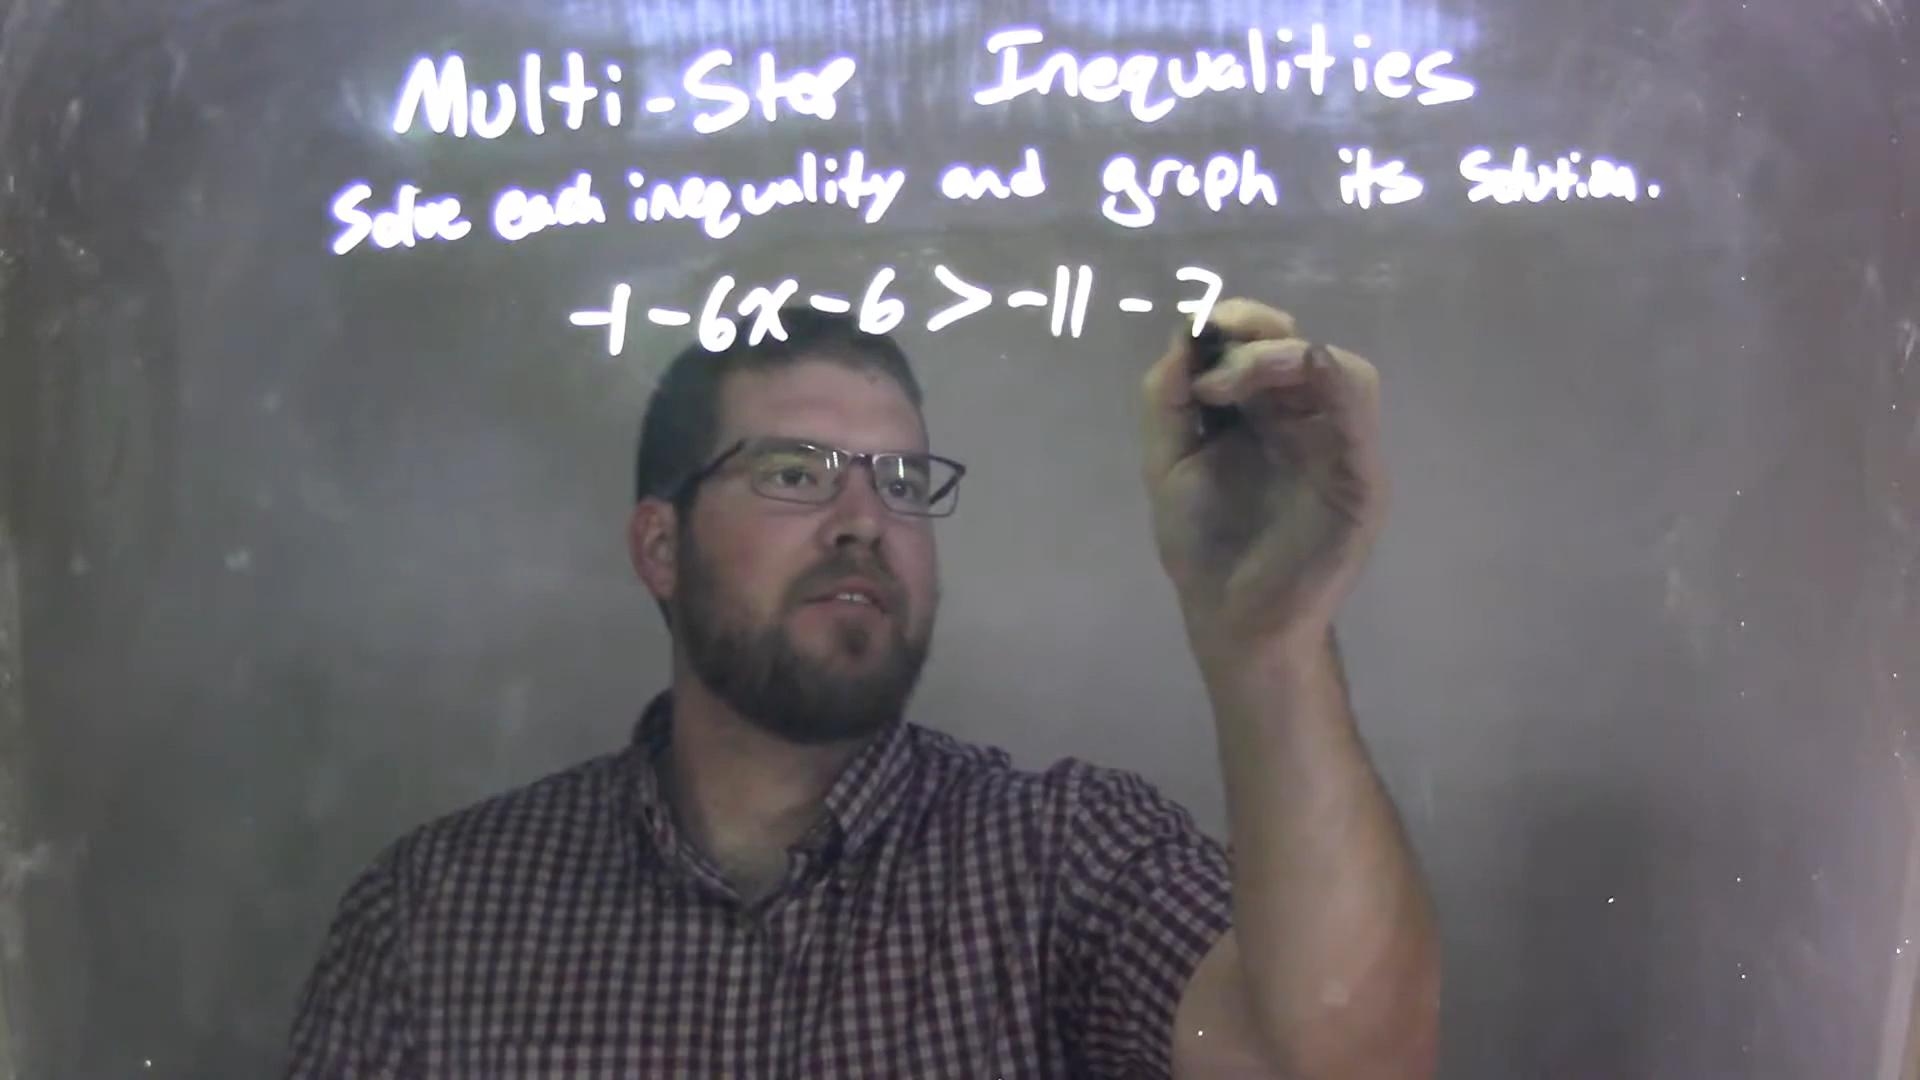 Multi-Step Inequalities
Solve each inequality and graph its solution.
-1-6x-6>-11-7